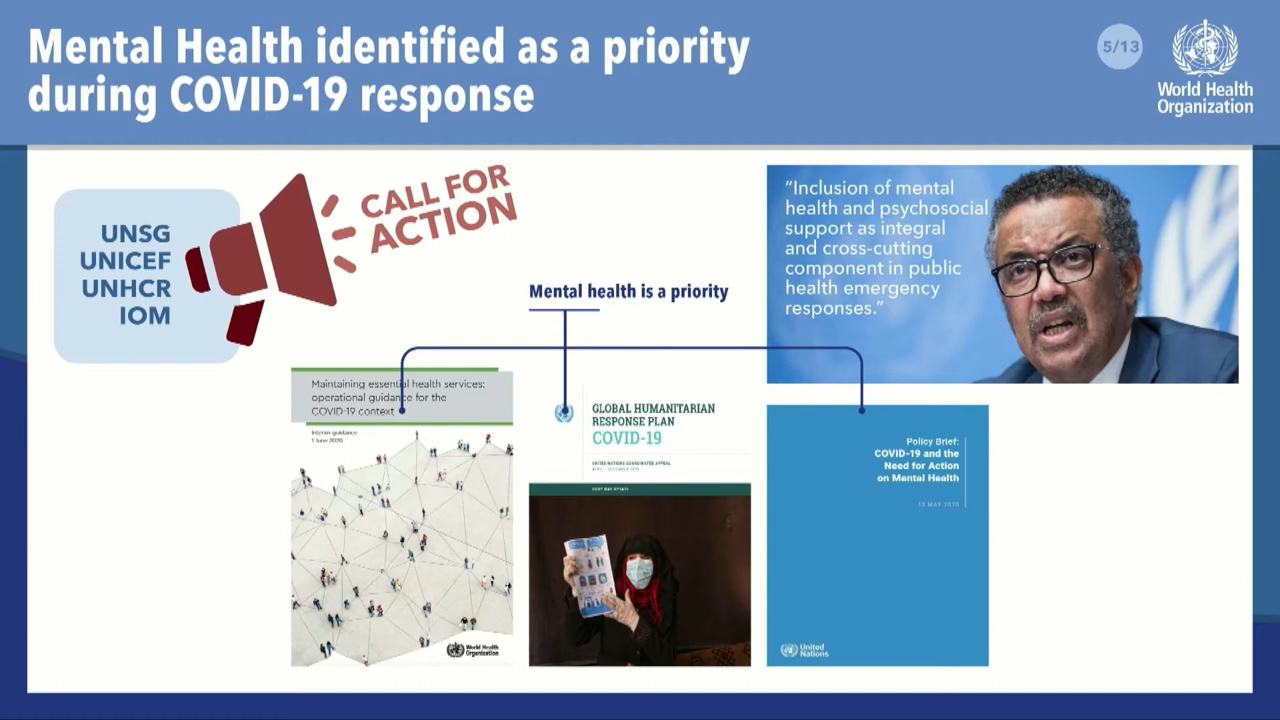 Mental Health identified as a priority
during COVID-19 response
5/13
World Health
Organization
UNSG
UNICEF
UNHCR
IOM
CALL FOR
ACTION
Mental health is a priority
"Inclusion of mental
health and psychosocial
support as integral
and cross-cutting
component in public
health emergency
responses."
Maintaining essential health services:
operational guidance for the
COVID-19 context
Interim guidance
1 June 2020
World Health
Organization
GLOBAL HUMANITARIAN
RESPONSE PLAN
COVID-19
UNITED NATIONS COORDINATED APPEAL
APRIL – DECEMBER 2020
Policy Brief:
COVID-19 and the
Need for Action
on Mental Health
13 MAY 2020
United
Nations